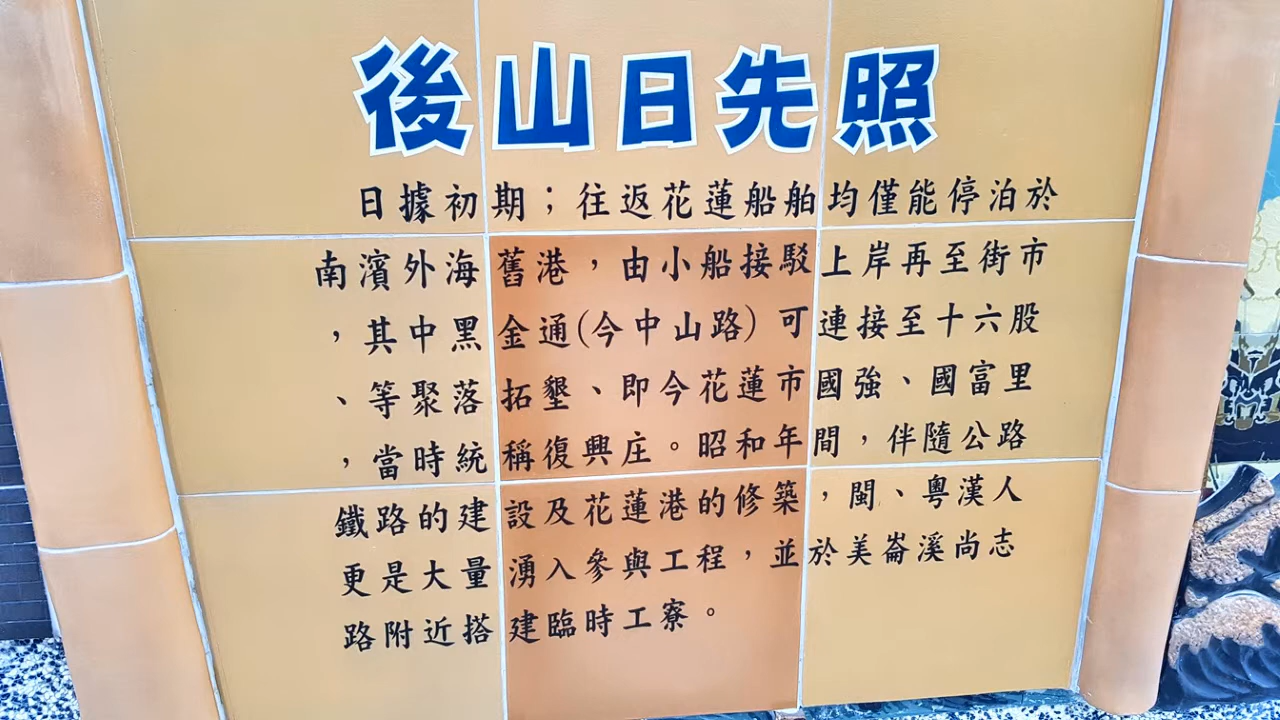 後山日先照
日據初期；往返花蓮船舶均僅能停泊於
南濱外海舊港，由小船接駁上岸再至街市
，其中黑金通(今中山路)可連接至十六股
、等聚落拓墾、即今花蓮市國強、國富里
，當時統稱復興庄。昭和年間，伴隨公路
鐵路的建設及花蓮港的修築，閩、粵漢人
更是大量湧入參與工程，並於美崙溪尚志
路附近搭建臨時工寮。